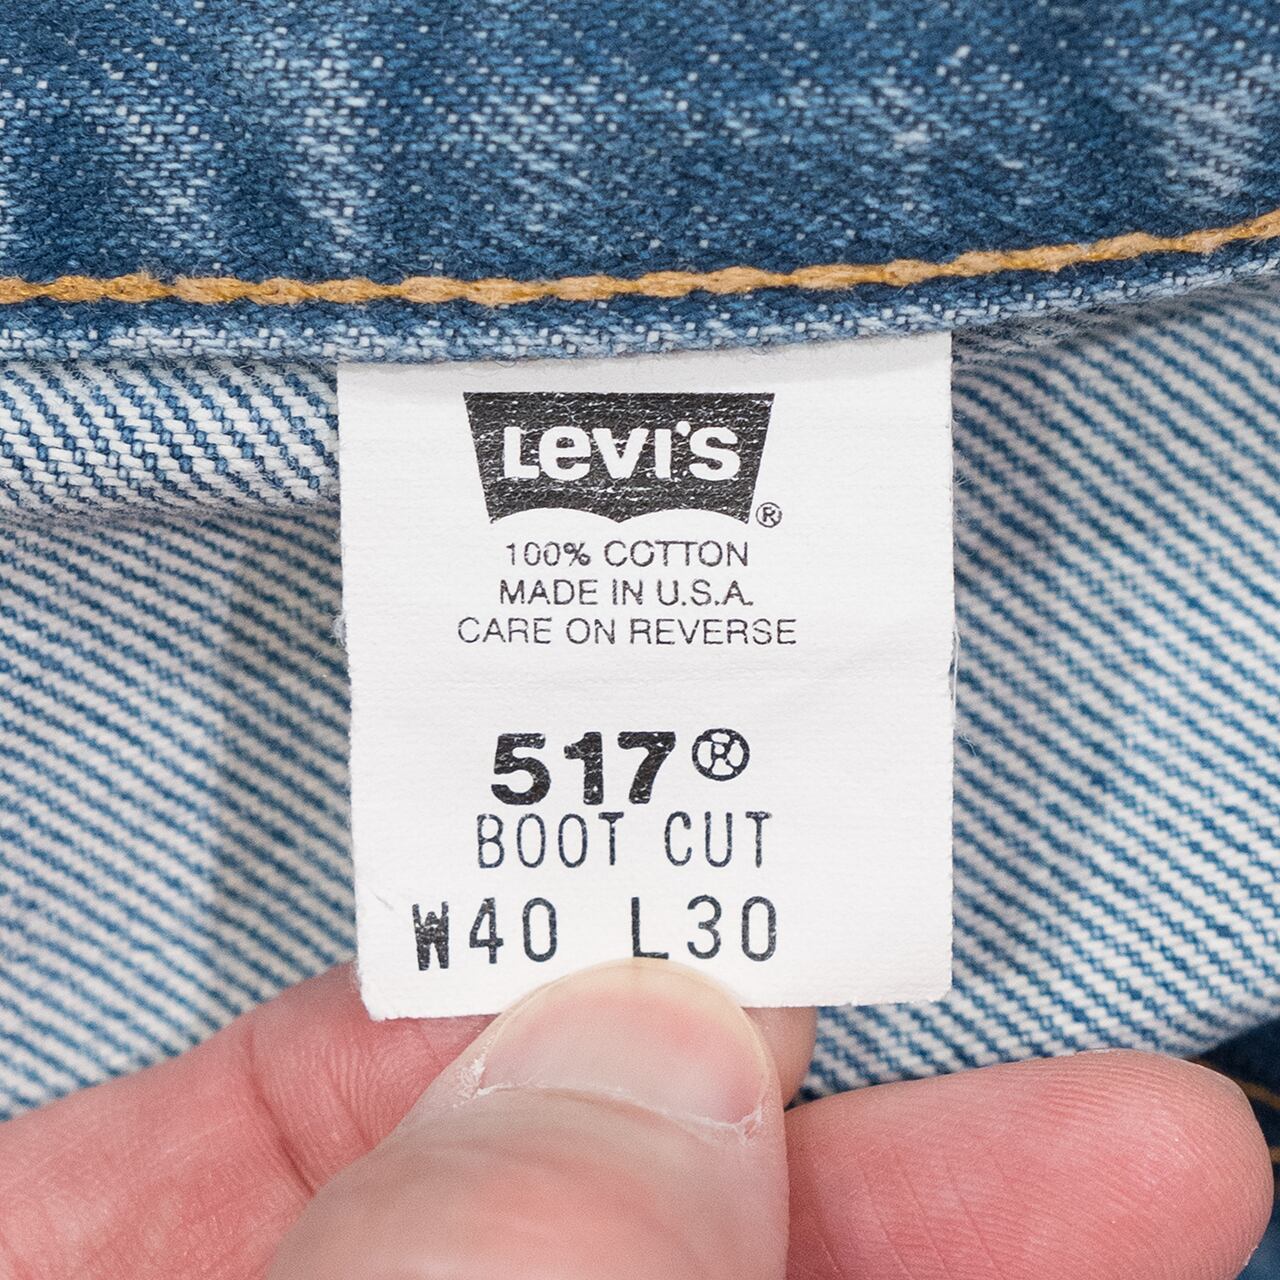 Levi's®
100% COTTON
MADE IN U.S.A.
CARE ON REVERSE
517®
BOOT CUT
W40 L30